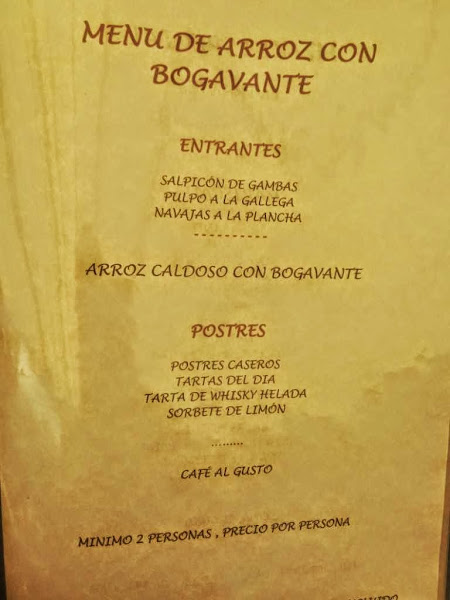 MENU DE ARROZ CON
BOGAVANTE
ENTRANTES
SALPICÓN DE GAMBAS
PULPO A LA GALLEGA
NAVAJAS A LA PLANCHA
----------
ARROZ CALDOSO CON BOGAVANTE
POSTRES
POSTRES CASEROS
TARTAS DEL DIA
TARTA DE WHISKY HELADA
SORBETE DE LIMÓN
.........
CAFÉ AL GUSTO
MINIMO 2 PERSONAS , PRECIO POR PERSONA